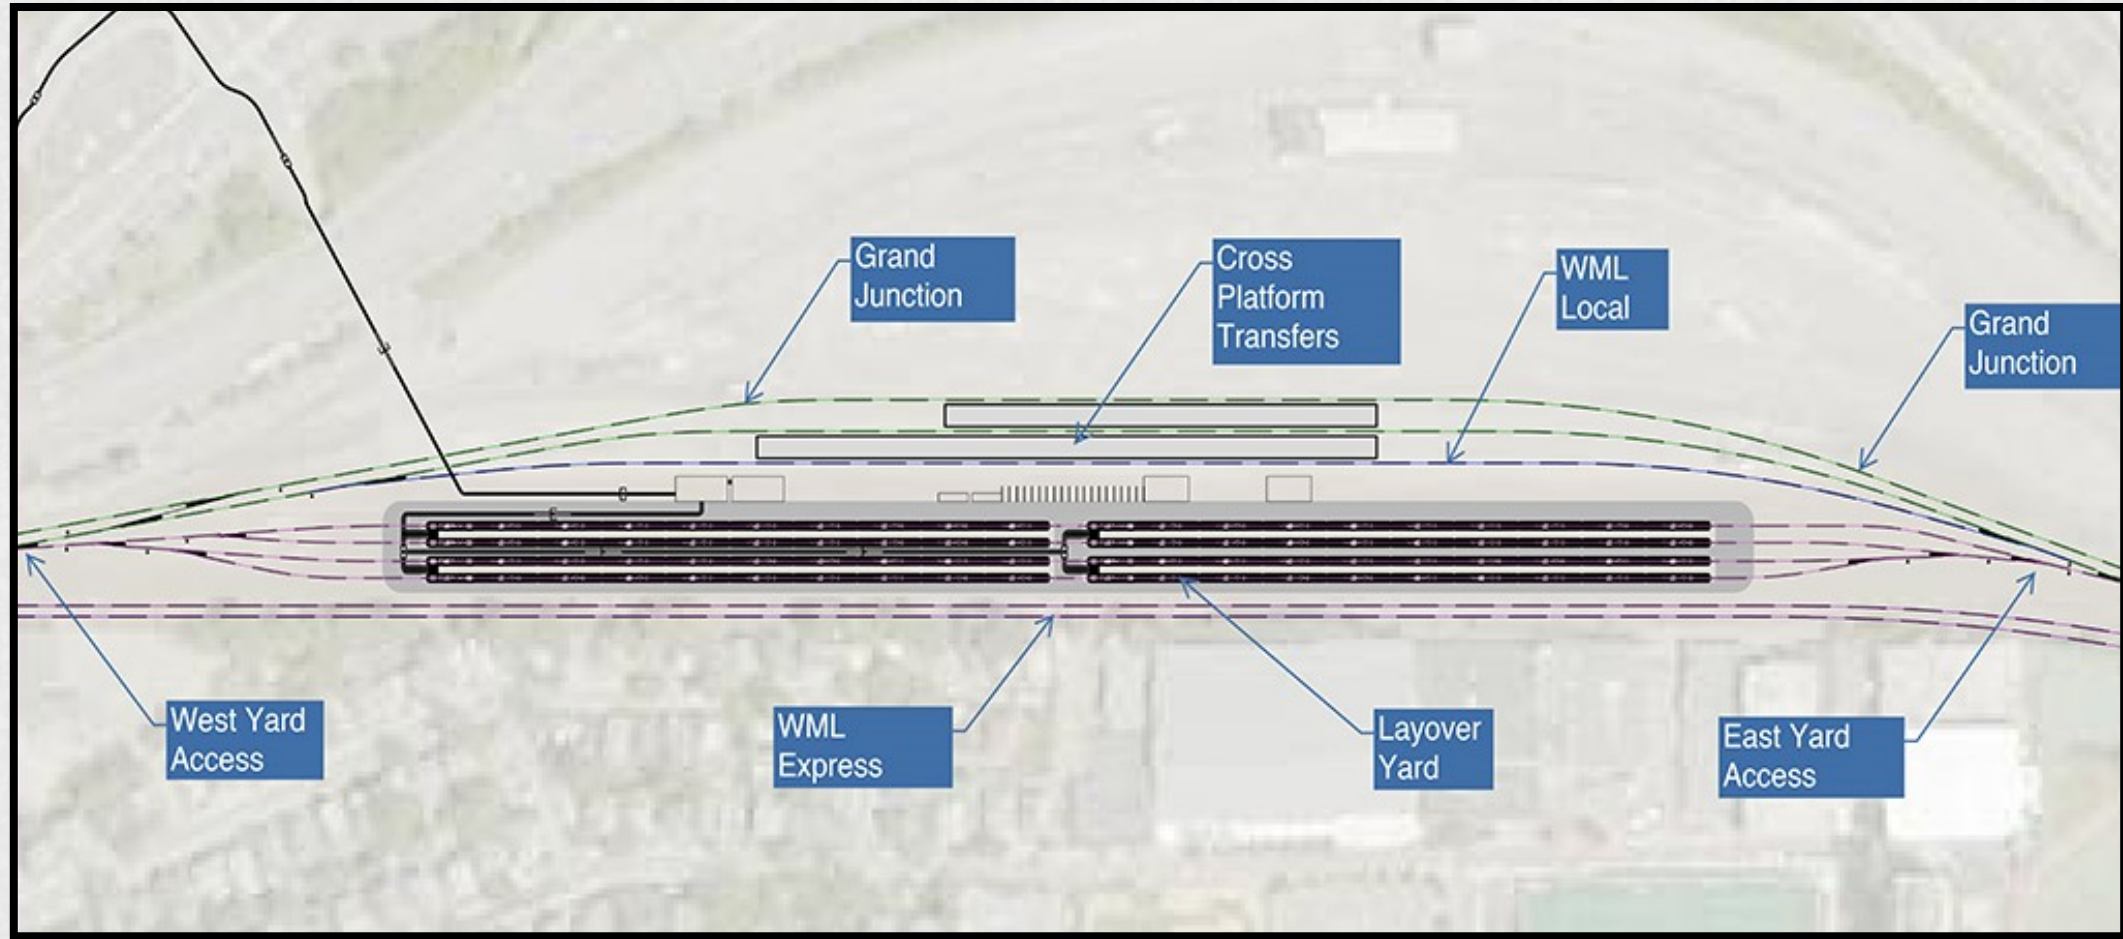 Grand
Junction
Cross
Platform
Transfers
WML
Local
Grand
Junction
West Yard
Access
WML
Express
Layover
Yard
East Yard
Access